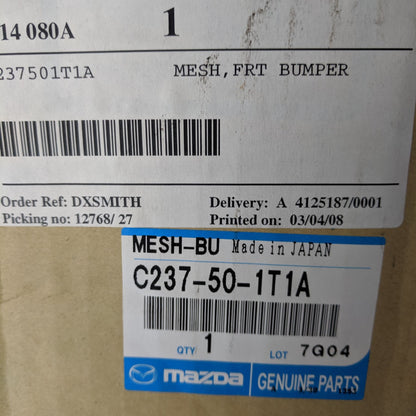 14 080A 1
237501T1A MESH,FRT BUMPER
Order Ref: DXSMITH Delivery: A 4125187/0001
Picking no: 12768/ 27 Printed on: 03/04/08
MESH-BU Made in JAPAN
C237-50-1T1A
QTY 1 LOT 7G04
mazda GENUINE PARTS